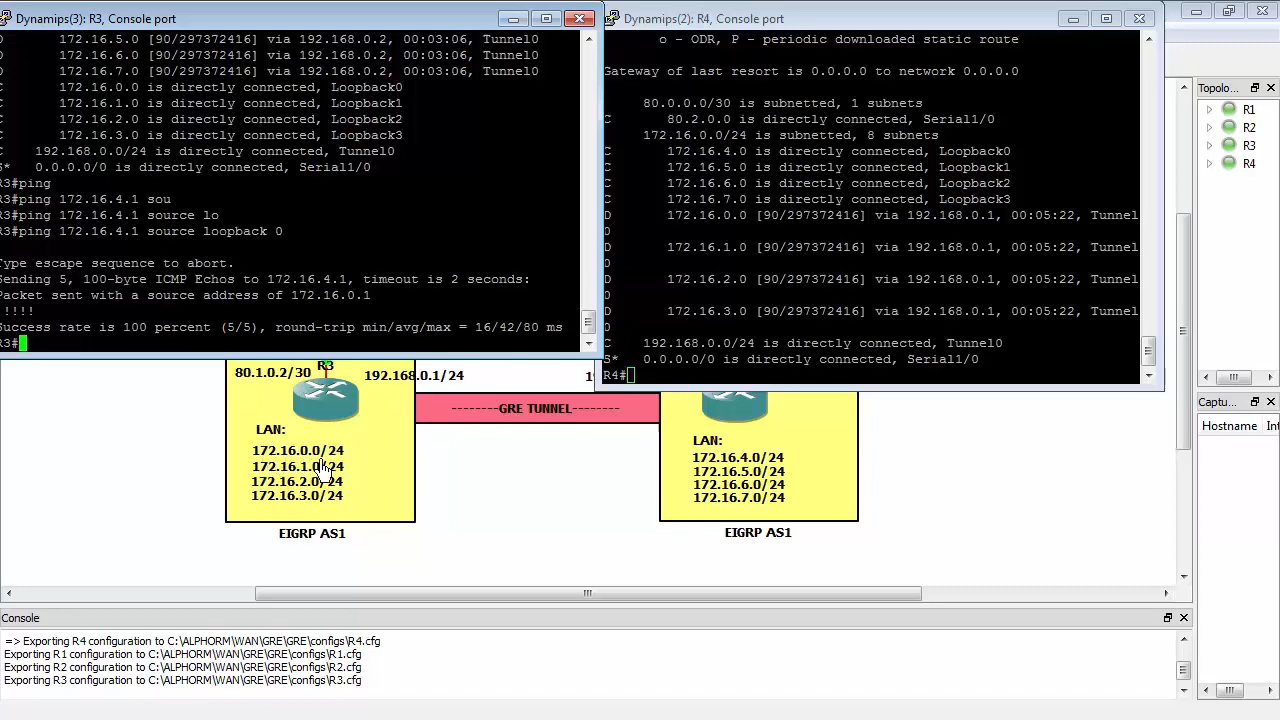 Dynamips(3): R3, Console port
D 172.16.5.0 [90/297372416] via 192.168.0.2, 00:03:06, Tunnel0
D 172.16.6.0 [90/297372416] via 192.168.0.2, 00:03:06, Tunnel0
D 172.16.7.0 [90/297372416] via 192.168.0.2, 00:03:06, Tunnel0
C 172.16.0.0 is directly connected, Loopback0
C 172.16.1.0 is directly connected, Loopback1
C 172.16.2.0 is directly connected, Loopback2
C 172.16.3.0 is directly connected, Loopback3
C 192.168.0.0/24 is directly connected, Tunnel0
S* 0.0.0.0/0 is directly connected, Serial1/0
R3#ping
R3#ping 172.16.4.1 sou
R3#ping 172.16.4.1 source lo
R3#ping 172.16.4.1 source loopback 0
Type escape sequence to abort.
Sending 5, 100-byte ICMP Echos to 172.16.4.1, timeout is 2 seconds:
Packet sent with a source address of 172.16.0.1
!!!!
Success rate is 100 percent (5/5), round-trip min/avg/max = 16/42/80 ms
R3#
Dynamips(2): R4, Console port
o - ODR, P - periodic downloaded static route
Gateway of last resort is 0.0.0.0 to network 0.0.0.0
80.0.0.0/30 is subnetted, 1 subnets
C 80.2.0.0 is directly connected, Serial1/0
172.16.0.0/24 is subnetted, 8 subnets
C 172.16.4.0 is directly connected, Loopback0
C 172.16.5.0 is directly connected, Loopback1
C 172.16.6.0 is directly connected, Loopback2
C 172.16.7.0 is directly connected, Loopback3
D 172.16.0.0 [90/297372416] via 192.168.0.1, 00:05:22, Tunnel
0
D 172.16.1.0 [90/297372416] via 192.168.0.1, 00:05:22, Tunnel
0
D 172.16.2.0 [90/297372416] via 192.168.0.1, 00:05:22, Tunnel
0
D 172.16.3.0 [90/297372416] via 192.168.0.1, 00:05:22, Tunnel
0
C 192.168.0.0/24 is directly connected, Tunnel0
S* 0.0.0.0/0 is directly connected, Serial1/0
R4#
Topolo...
R1
R2
R3
R4
Captu...
Hostname Int
R3
80.1.0.2/30
192.168.0.1/24
--------GRE TUNNEL--------
LAN:
172.16.0.0/24
172.16.1.0/24
172.16.2.0/24
172.16.3.0/24
EIGRP AS1
LAN:
172.16.4.0/24
172.16.5.0/24
172.16.6.0/24
172.16.7.0/24
EIGRP AS1
Console
=> Exporting R4 configuration to C:\ALPHORM\WAN\GRE\GRE\configs\R4.cfg
Exporting R1 configuration to C:\ALPHORM\WAN\GRE\GRE\configs\R1.cfg
Exporting R2 configuration to C:\ALPHORM\WAN\GRE\GRE\configs\R2.cfg
Exporting R3 configuration to C:\ALPHORM\WAN\GRE\GRE\configs\R3.cfg